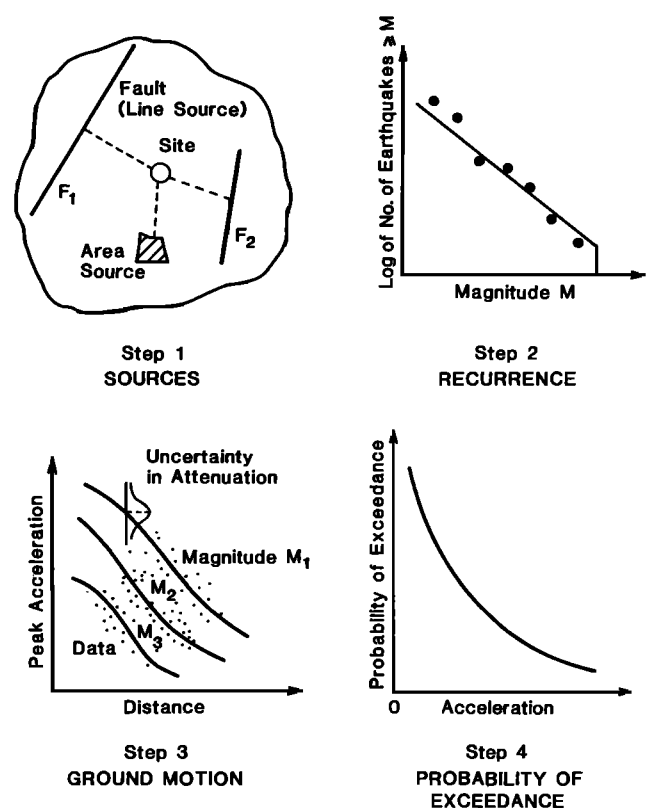 Fault
(Line Source)
Site
F1
F2
Area
Source
Step 1
SOURCES
Log of No. of Earthquakes ⩾ M
Magnitude M
Step 2
RECURRENCE
Uncertainty
in Attenuation
Magnitude M1
M2
M3
Data
Peak Acceleration
Distance
Step 3
GROUND MOTION
Probability of Exceedance
0
Acceleration
Step 4
PROBABILITY OF
EXCEEDANCE